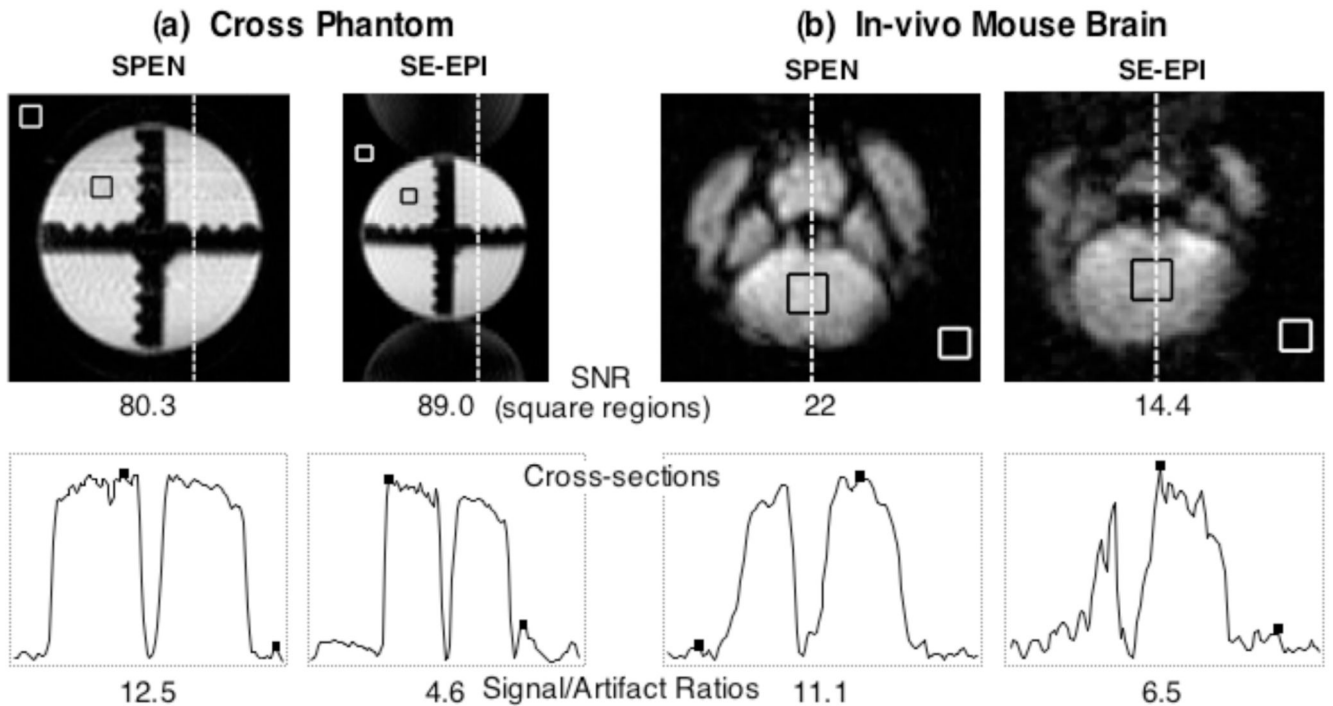 (a) Cross Phantom
(b) In-vivo Mouse Brain
SPEN
SE-EPI
SPEN
SE-EPI
SNR
80.3
89.0
(square regions)
22
14.4
Cross-sections
12.5
4.6
Signal/Artifact Ratios
11.1
6.5